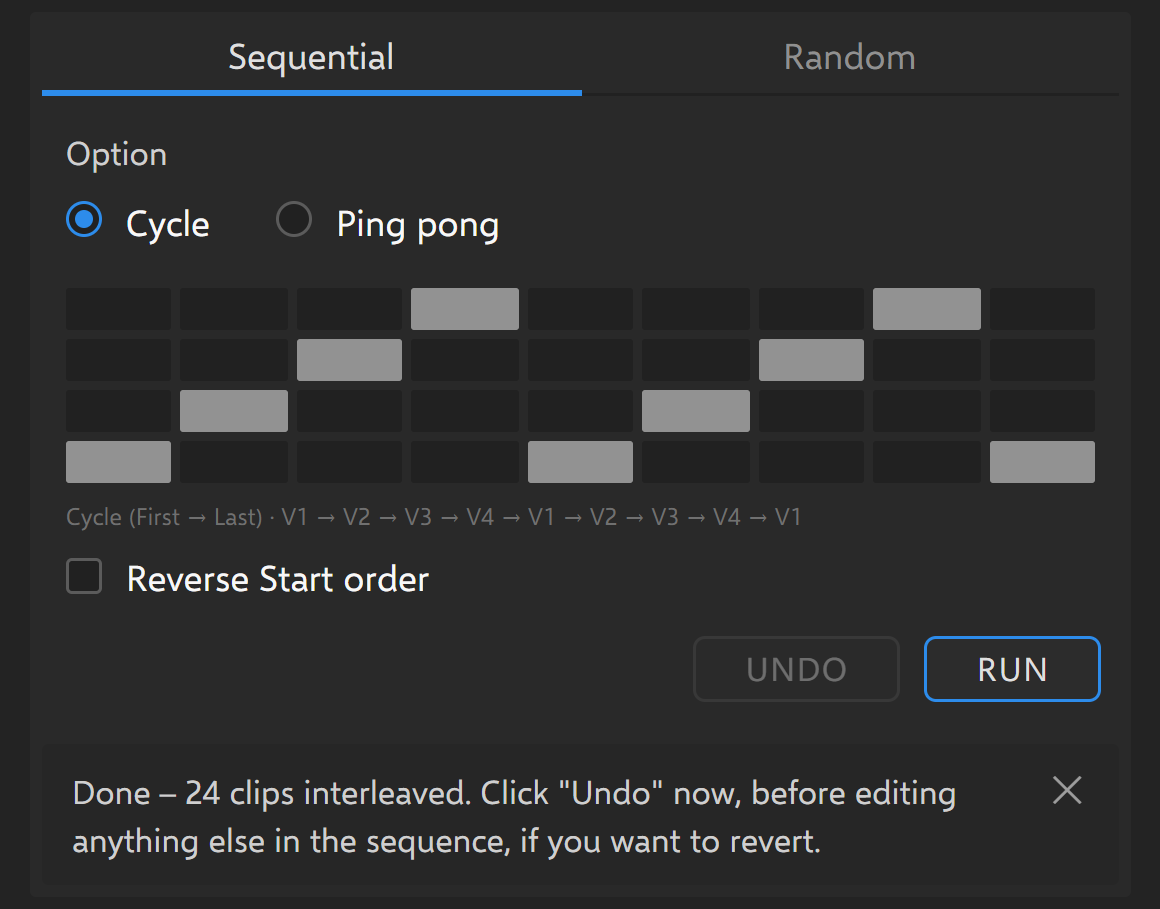 Sequential
Random
Option
Cycle
Ping pong
Cycle (First → Last) · V1 → V2 → V3 → V4 → V1 → V2 → V3 → V4 → V1
Reverse Start order
UNDO
RUN
Done – 24 clips interleaved. Click "Undo" now, before editing
anything else in the sequence, if you want to revert.